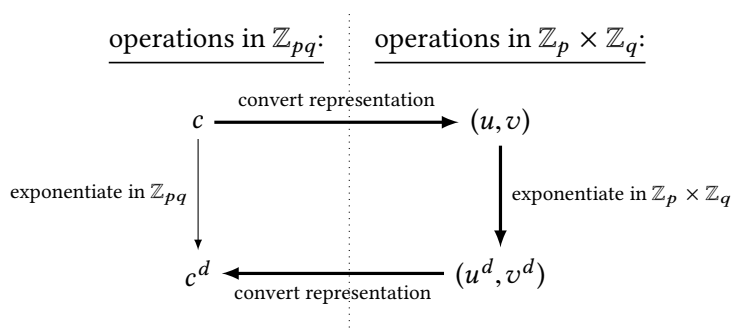 operations in ℤ_{pq}:
operations in ℤ_p × ℤ_q:
convert representation
c
(u, v)
exponentiate in ℤ_{pq}
exponentiate in ℤ_p × ℤ_q
c^d
(u^d, v^d)
convert representation